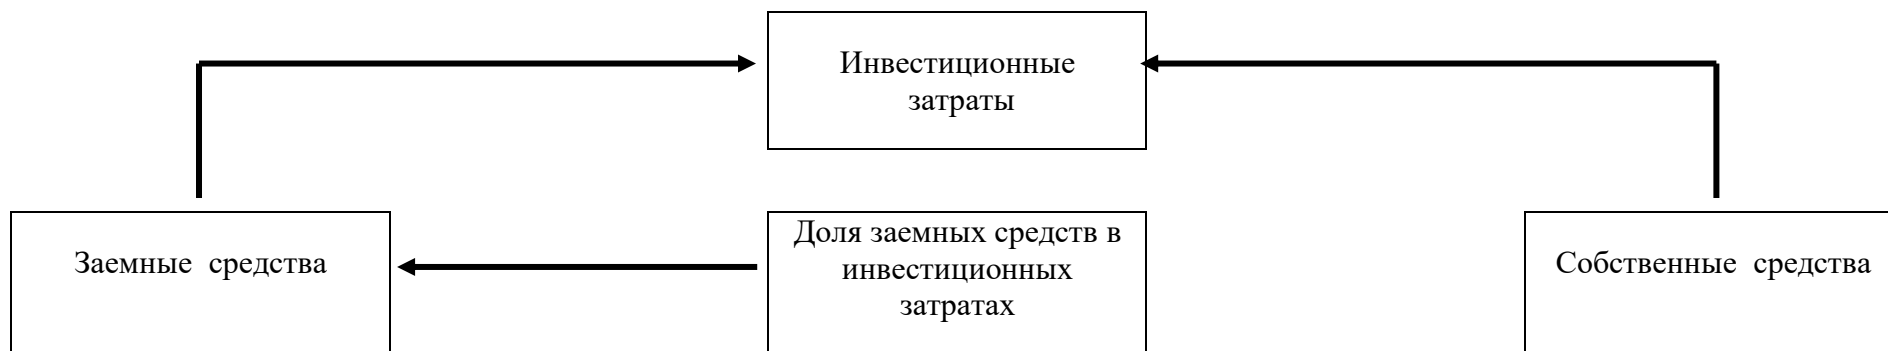 Инвестиционные
затраты
Заемные средства
Доля заемных средств в
инвестиционных
затратах
Собственные средства